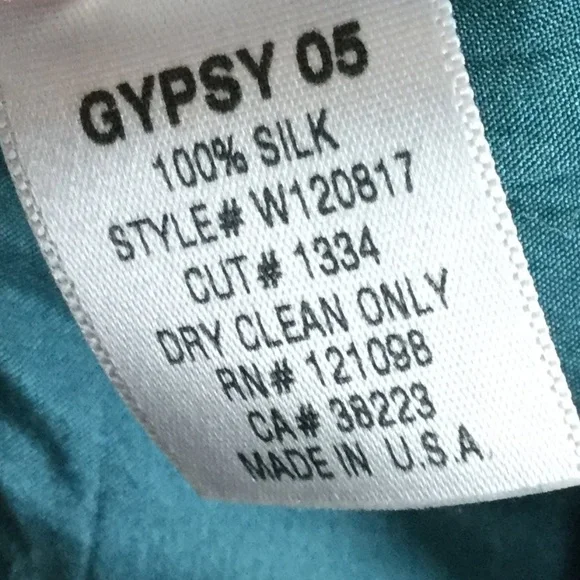 GYPSY 05
100% SILK
STYLE# W120817
CUT# 1334
DRY CLEAN ONLY
RN# 121098
CA# 38223
MADE IN U.S.A.